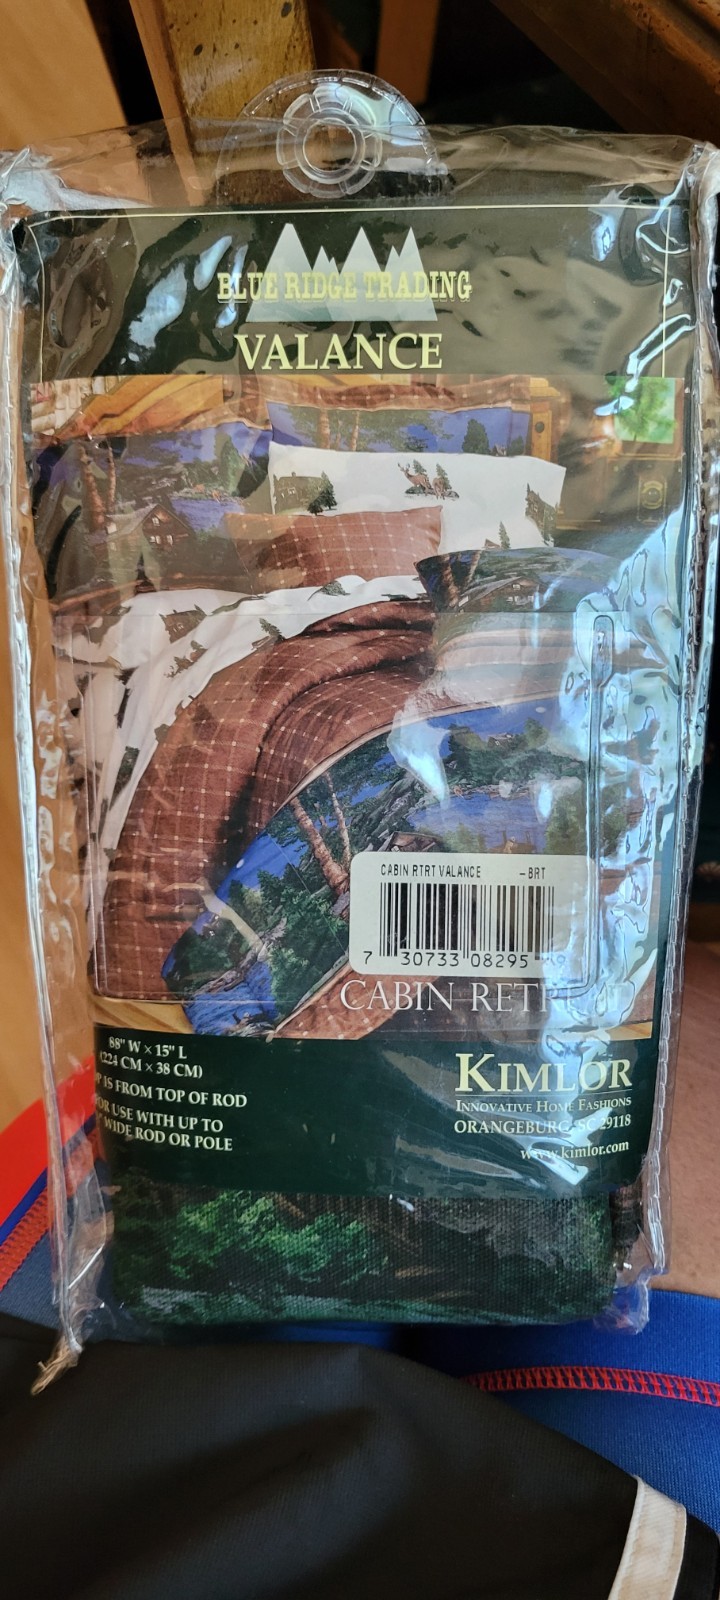 BLUE RIDGE TRADING
VALANCE
CABIN RTRT VALANCE -BRT
7 30733 08295
CABIN
88" W × 15" L
(224 CM × 38 CM)
IS FROM TOP OF ROD
FOR USE WITH UP TO
WIDE ROD OR POLE
KIMLOR
INNOVATIVE HOME FASHIONS
ORANGEBURG, SC 29118
www.kimlor.com